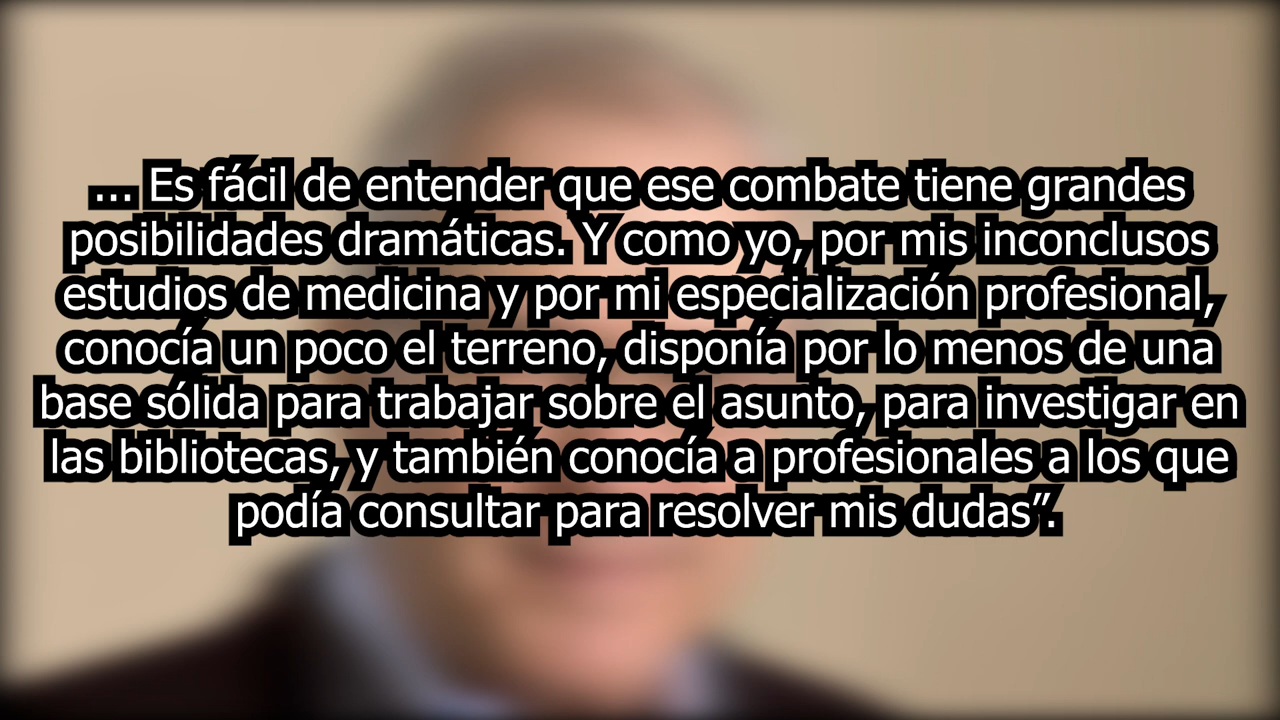 ... Es fácil de entender que ese combate tiene grandes
posibilidades dramáticas. Y como yo, por mis inconclusos
estudios de medicina y por mi especialización profesional,
conocía un poco el terreno, disponía por lo menos de una
base sólida para trabajar sobre el asunto, para investigar en
las bibliotecas, y también conocía a profesionales a los que
podía consultar para resolver mis dudas”.